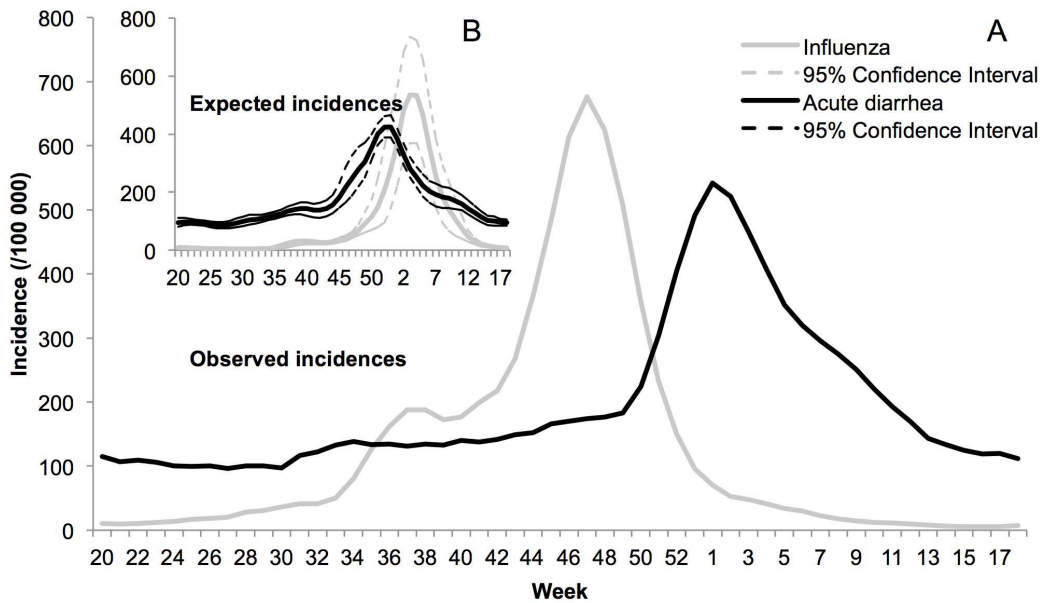 B
A
Influenza
95% Confidence Interval
Acute diarrhea
95% Confidence Interval
Expected incidences
800
600
400
200
0
20 25 30 35 40 45 50 2 7 12 17
Observed incidences
Incidence (/100 000)
800
700
600
500
400
300
200
100
0
20 22 24 26 28 30 32 34 36 38 40 42 44 46 48 50 52 1 3 5 7 9 11 13 15 17
Week